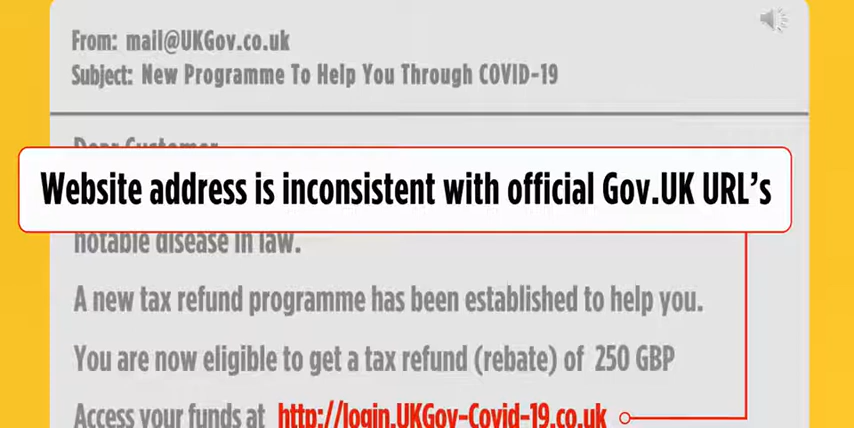 From: mail@UKGov.co.uk
Subject: New Programme To Help You Through COVID-19
Dear Customer
Website address is inconsistent with official Gov.UK URL's
notable disease in law.
A new tax refund programme has been established to help you.
You are now eligible to get a tax refund (rebate) of 250 GBP
Access your funds at http://login.UKGov-Covid-19.co.uk